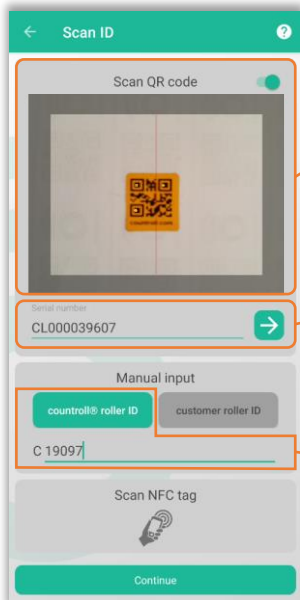 Scan ID ?
Scan QR code
countroll code
Serial number
CL000039607
Manual input
countroll® roller ID
customer roller ID
C 19097
Scan NFC tag
Continue